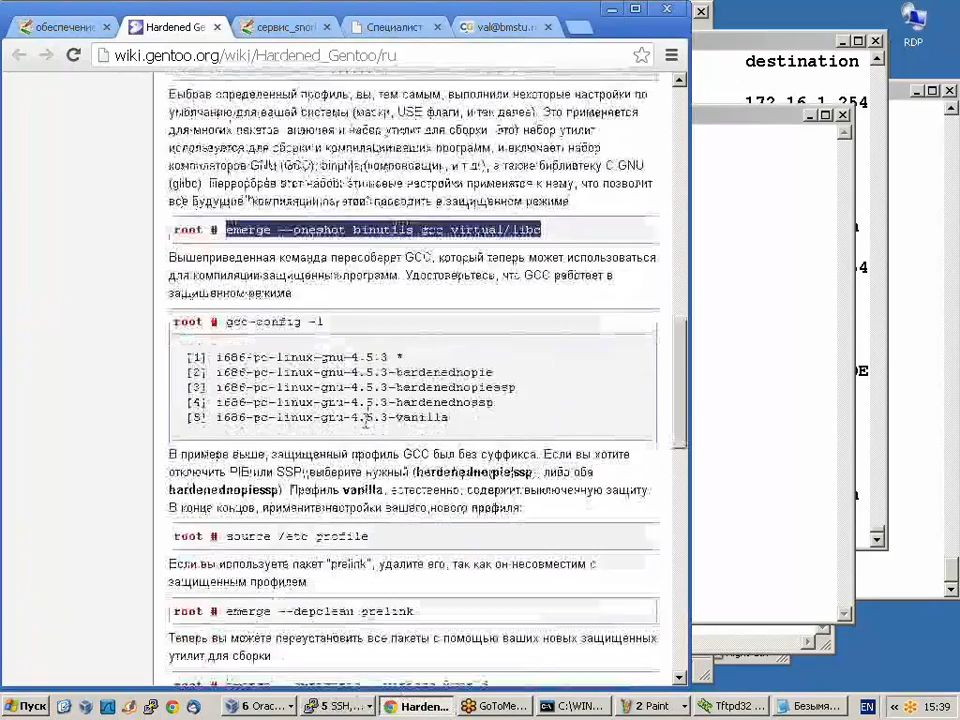 обеспечение
Hardened Ge
сервис_snor
Специалист
val@bmstu.r
wiki.gentoo.org/wiki/Hardened_Gentoo/ru
RDP
destination
172.16.1.254
Выбрав определенный профиль, вы, тем самым, выполнили некоторые настройки по
умолчанию для вашей системы (маски, USE флаги, и так далее). Это применяется
для многих пакетов, включая и набор утилит для сборки. Этот набор утилит
используется для сборки и компиляции ваших программ, и включает набор
компиляторов GNU (GCC), binutils (компоновщик, и т.д.), а также библиотеку C GNU
(glibc). Пересобрав этот набор, эти новые настройки применятся к нему, что позволит
все будущие компиляции проводить в защищенном режиме
root # emerge --oneshot binutils gcc virtual/libc
Вышеприведенная команда пересоберет GCC, который теперь может использоваться
для компиляции защищенных программ. Удостоверьтесь, что GCC работает в
защищенном режиме
root # gcc-config -l
[1] i686-pc-linux-gnu-4.5.3 *
[2] i686-pc-linux-gnu-4.5.3-hardenednopie
[3] i686-pc-linux-gnu-4.5.3-hardenednopiessp
[4] i686-pc-linux-gnu-4.5.3-hardenednossp
[5] i686-pc-linux-gnu-4.5.3-vanilla
В примере выше, защищенный профиль GCC был без суффикса. Если вы хотите
отключить PIE или SSP, выберите нужный (hardenednopiessp, либо оба
hardenednopiessp). Профиль vanilla, естественно, содержит выключенную защиту.
В конце концов, примените настройки вашего нового профиля:
root # source /etc/profile
Если вы используете пакет "prelink", удалите его, так как он несовместим с
защищенным профилем
root # emerge --depclean prelink
Теперь вы можете переустановить все пакеты с помощью ваших новых защищенных
утилит для сборки
Пуск
6 Orac...
5 SSH,...
Harden...
GoToMe...
C:\WIN...
2 Paint
Tftpd32 ...
Безымя...
EN
15:39